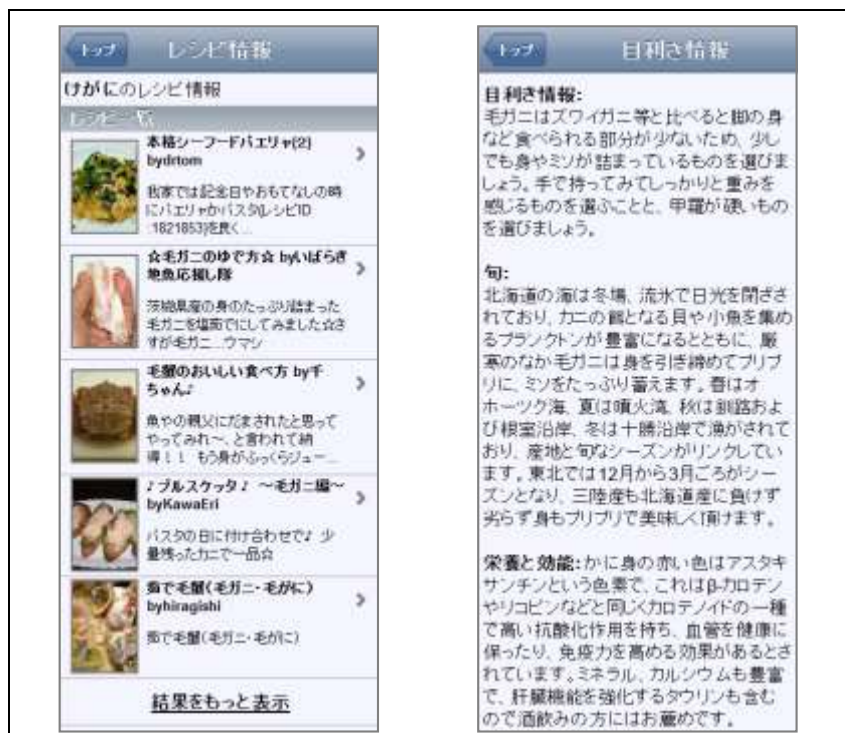 トップ
レシピ情報
けがにのレシピ情報
レシピ一覧
本格シーフードパエリャ(2)
bydrtom
我家では記念日やおもてなしの時
にパエリャかパスタ(レシピID
:1821853)を良く...
☆毛ガニのゆで方☆ byいばらき
地魚応援し隊
茨城県産の身のたっぷり詰まった
毛ガニを塩茹でにしてみました☆さ
すが毛ガニ...ウマシ
毛蟹のおいしい食べ方 by千
ちゃん♪
魚やの親父にだまされたと思って
やってみれ～、と言われて納
得！！ もう身がふっくらジュー...
♪ブルスケッタ♪ ～毛ガニ編～
byKawaEri
パスタの日に付け合わせで♪ 少
量残ったカニで一品☆
茹で毛蟹(毛ガニ・毛がに)
byhiragishi
茹で毛蟹(毛ガニ・毛がに)
結果をもっと表示
トップ
目利き情報
目利き情報:
毛ガニはズワイガニ等と比べると脚の身
など食べられる部分が少ないため、少し
でも身やミソが詰まっているものを選びま
しょう。手で持ってみてしっかりと重みを
感じるものを選ぶことと、甲羅が硬いもの
を選びましょう。
旬:
北海道の海は冬場、流氷で日光を閉ざさ
れており、カニの餌となる貝や小魚を集め
るプランクトンが豊富になるとともに、厳
寒のなか毛ガニは身を引き締めてプリプ
リに、ミソをたっぷり蓄えます。春はオ
ホーツク海、夏は噴火湾、秋は釧路およ
び根室沿岸、冬は十勝沿岸で漁がされて
おり、産地と旬なシーズンがリンクしてい
ます。東北では12月から3月ごろがシー
ズンとなり、三陸産も北海道産に負けず
劣らず身もプリプリで美味しく頂けます。
栄養と効能:かに身の赤い色はアスタキ
サンチンという色素で、これはβ-カロテン
やリコピンなどと同じくカロテノイドの一種
で高い抗酸化作用を持ち、血管を健康に
保ったり、免疫力を高める効果があるとさ
れています。ミネラル、カルシウムも豊富
で、肝臓機能を強化するタウリンも含む
ので酒飲みの方にはお薦めです。